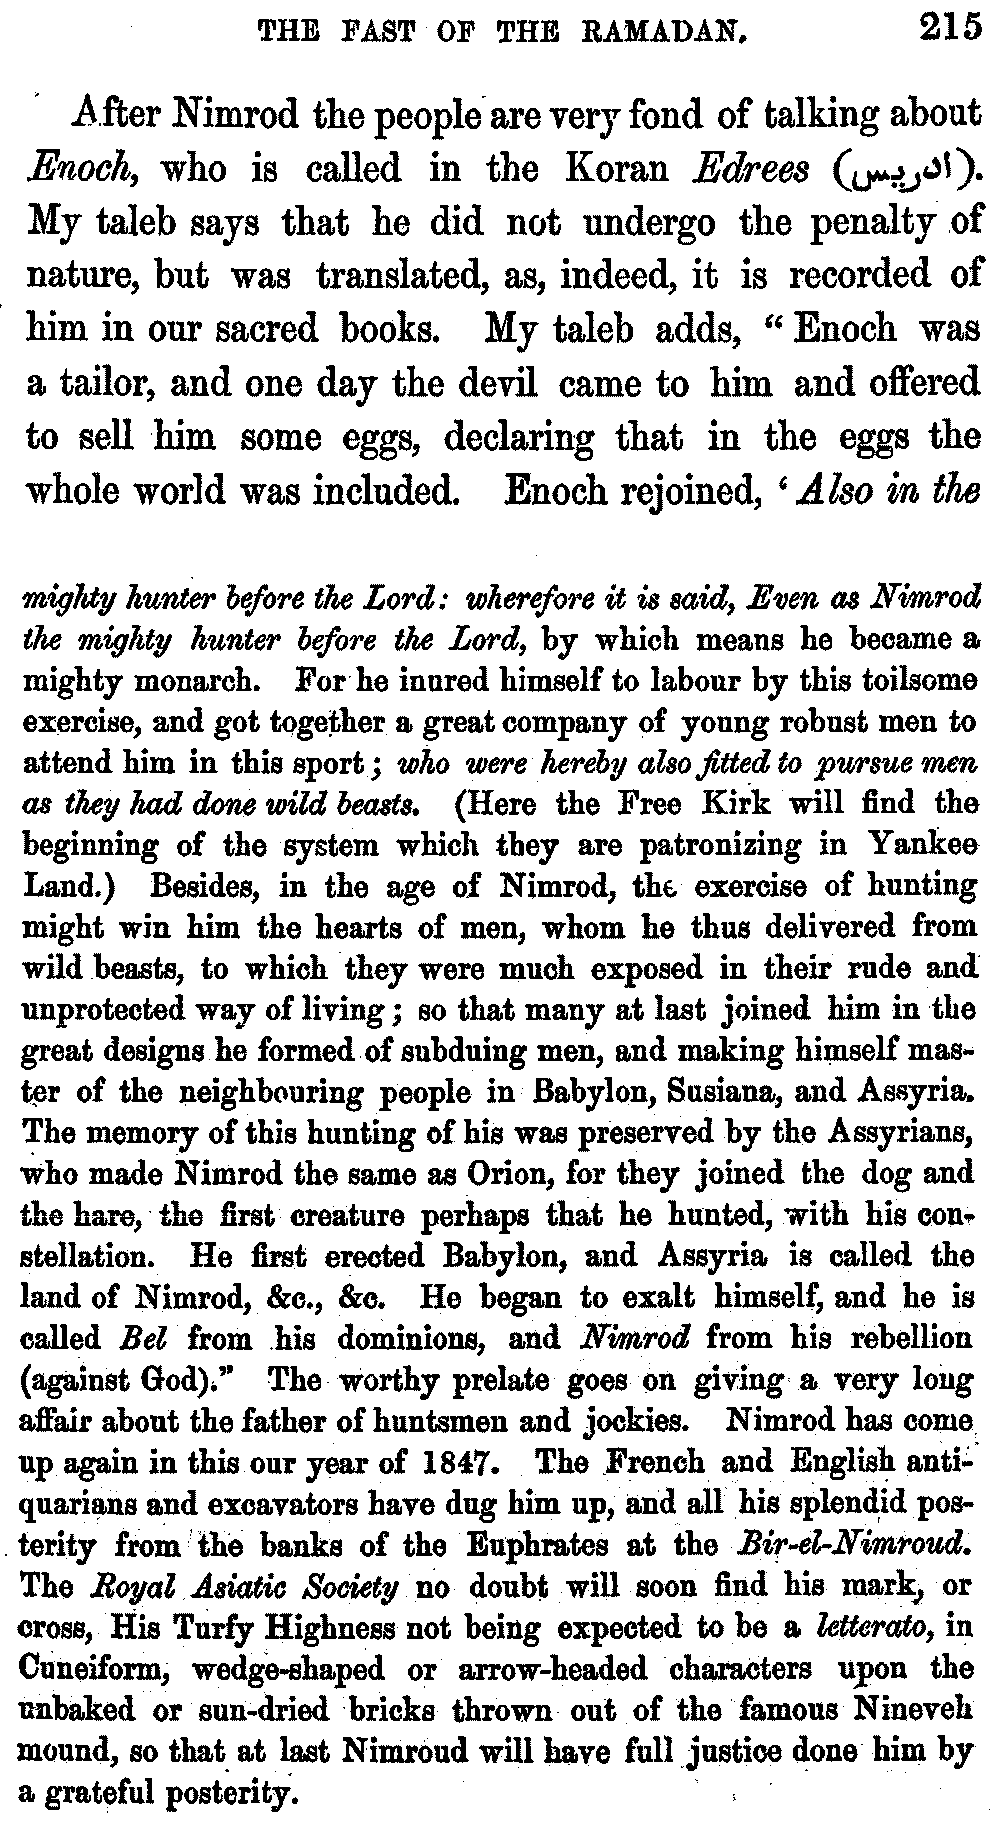 THE FAST OF THE RAMADAN. 215
After Nimrod the people are very fond of talking about
Enoch, who is called in the Koran Edrees (ادريس).
My taleb says that he did not undergo the penalty of
nature, but was translated, as, indeed, it is recorded of
him in our sacred books. My taleb adds, “Enoch was
a tailor, and one day the devil came to him and offered
to sell him some eggs, declaring that in the eggs the
whole world was included. Enoch rejoined, ‘Also in the
mighty hunter before the Lord: wherefore it is said, Even as Nimrod
the mighty hunter before the Lord, by which means he became a
mighty monarch. For he inured himself to labour by this toilsome
exercise, and got together a great company of young robust men to
attend him in this sport; who were hereby also fitted to pursue men
as they had done wild beasts. (Here the Free Kirk will find the
beginning of the system which they are patronizing in Yankee
Land.) Besides, in the age of Nimrod, the exercise of hunting
might win him the hearts of men, whom he thus delivered from
wild beasts, to which they were much exposed in their rude and
unprotected way of living; so that many at last joined him in the
great designs he formed of subduing men, and making himself mas-
ter of the neighbouring people in Babylon, Susiana, and Assyria.
The memory of this hunting of his was preserved by the Assyrians,
who made Nimrod the same as Orion, for they joined the dog and
the hare, the first creature perhaps that he hunted, with his con-
stellation. He first erected Babylon, and Assyria is called the
land of Nimrod, &c., &c. He began to exalt himself, and he is
called Bel from his dominions, and Nimrod from his rebellion
(against God).” The worthy prelate goes on giving a very long
affair about the father of huntsmen and jockies. Nimrod has come
up again in this our year of 1847. The French and English anti-
quarians and excavators have dug him up, and all his splendid pos-
terity from the banks of the Euphrates at the Bir-el-Nimroud.
The Royal Asiatic Society no doubt will soon find his mark, or
cross, His Turfy Highness not being expected to be a letterato, in
Cuneiform, wedge-shaped or arrow-headed characters upon the
unbaked or sun-dried bricks thrown out of the famous Nineveh
mound, so that at last Nimroud will have full justice done him by
a grateful posterity.